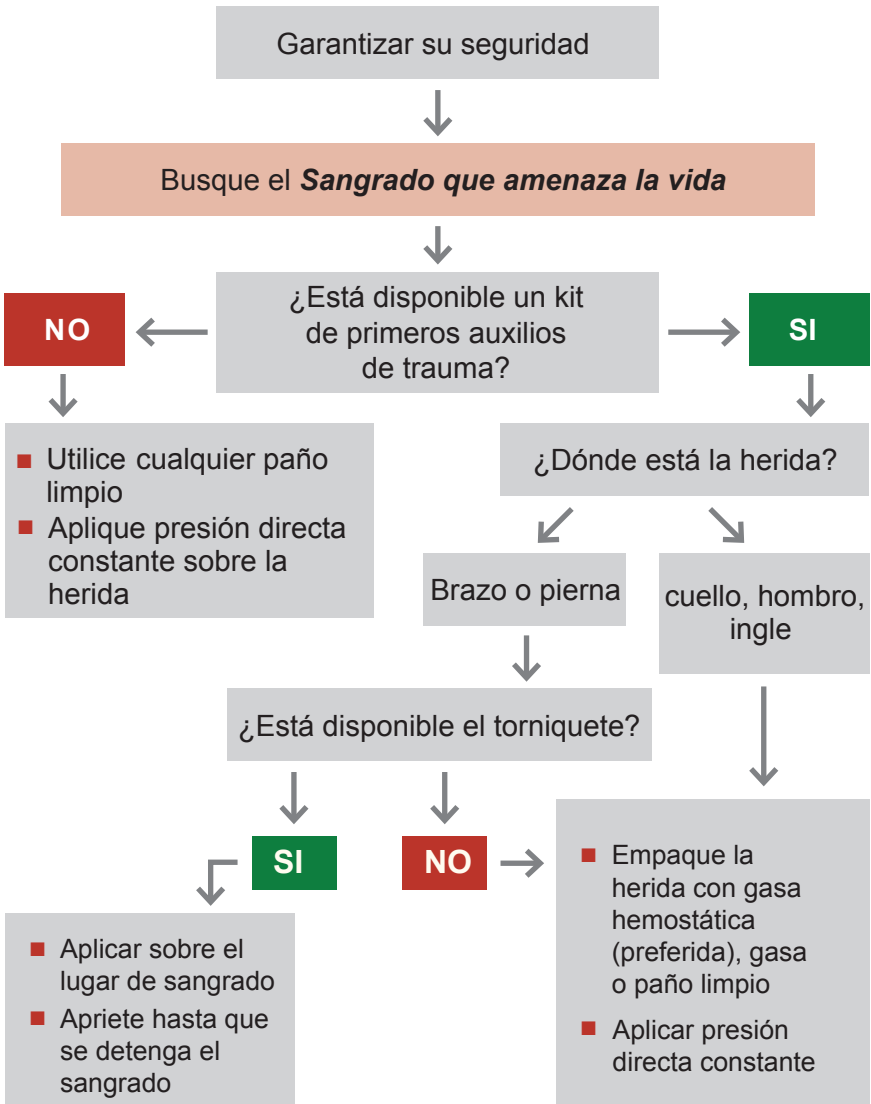 Garantizar su seguridad
Busque el Sangrado que amenaza la vida
¿Está disponible un kit
de primeros auxilios
de trauma?
NO
SI
■ Utilice cualquier paño
limpio
■ Aplique presión directa
constante sobre la
herida
¿Dónde está la herida?
Brazo o pierna
cuello, hombro,
ingle
¿Está disponible el torniquete?
SI
NO
■ Aplicar sobre el
lugar de sangrado
■ Apriete hasta que
se detenga el
sangrado
■ Empaque la
herida con gasa
hemostática
(preferida), gasa
o paño limpio
■ Aplicar presión
directa constante